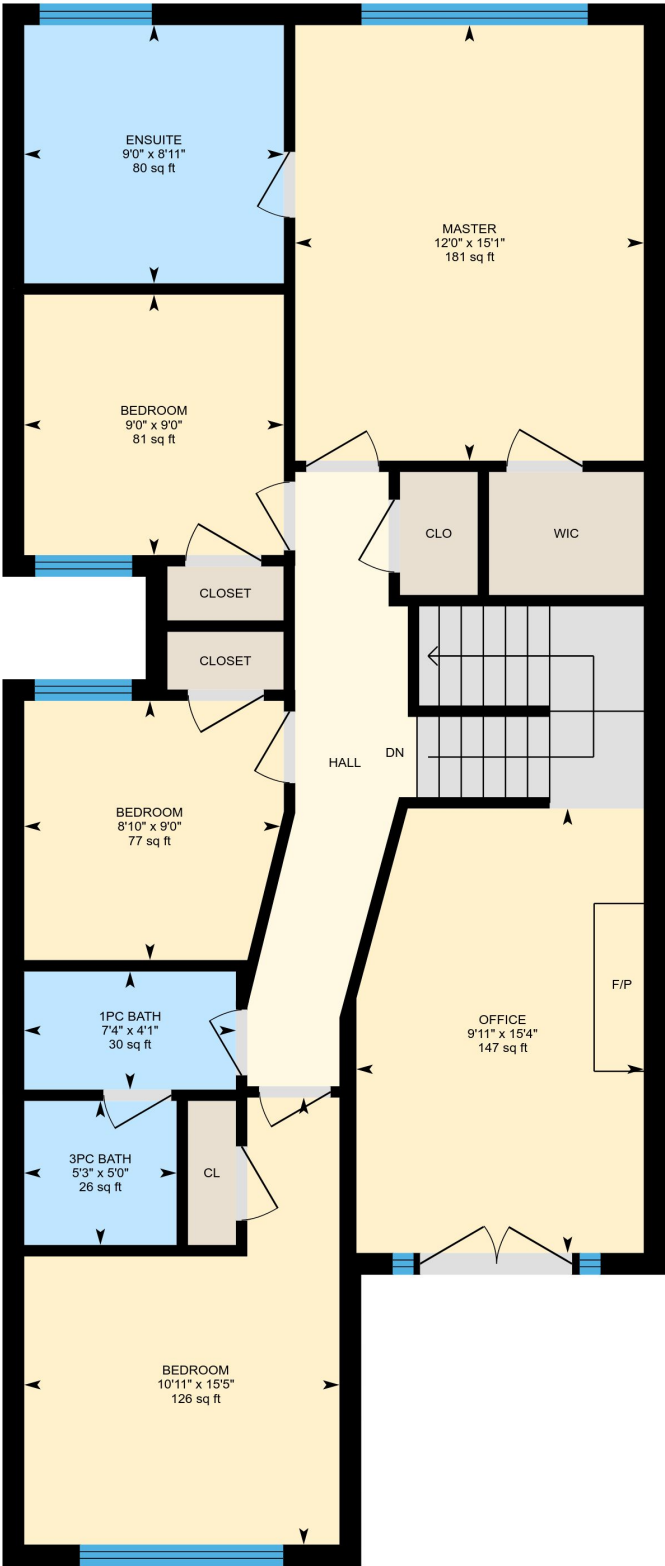 ENSUITE
9'0" x 8'11"
80 sq ft
MASTER
12'0" x 15'1"
181 sq ft
BEDROOM
9'0" x 9'0"
81 sq ft
CLO
WIC
CLOSET
CLOSET
HALL
DN
BEDROOM
8'10" x 9'0"
77 sq ft
F/P
1PC BATH
7'4" x 4'1"
30 sq ft
OFFICE
9'11" x 15'4"
147 sq ft
3PC BATH
5'3" x 5'0"
26 sq ft
CL
BEDROOM
10'11" x 15'5"
126 sq ft